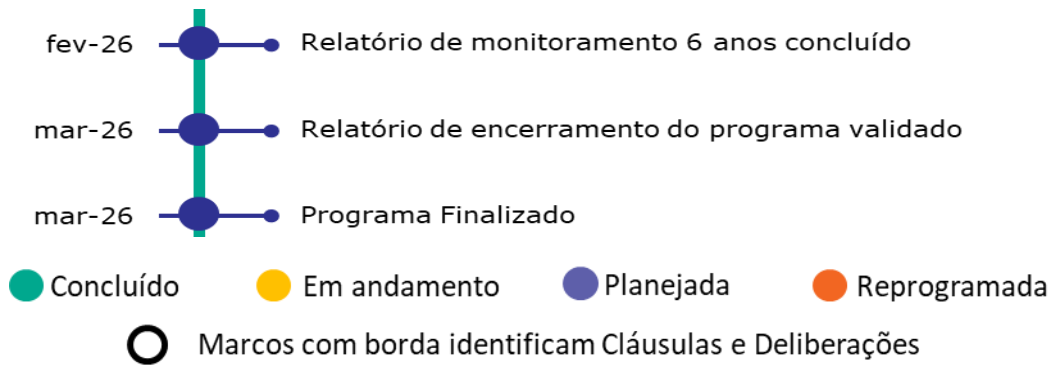 fev-26 Relatório de monitoramento 6 anos concluído
mar-26 Relatório de encerramento do programa validado
mar-26 Programa Finalizado
Concluído Em andamento Planejada Reprogramada
Marcos com borda identificam Cláusulas e Deliberações